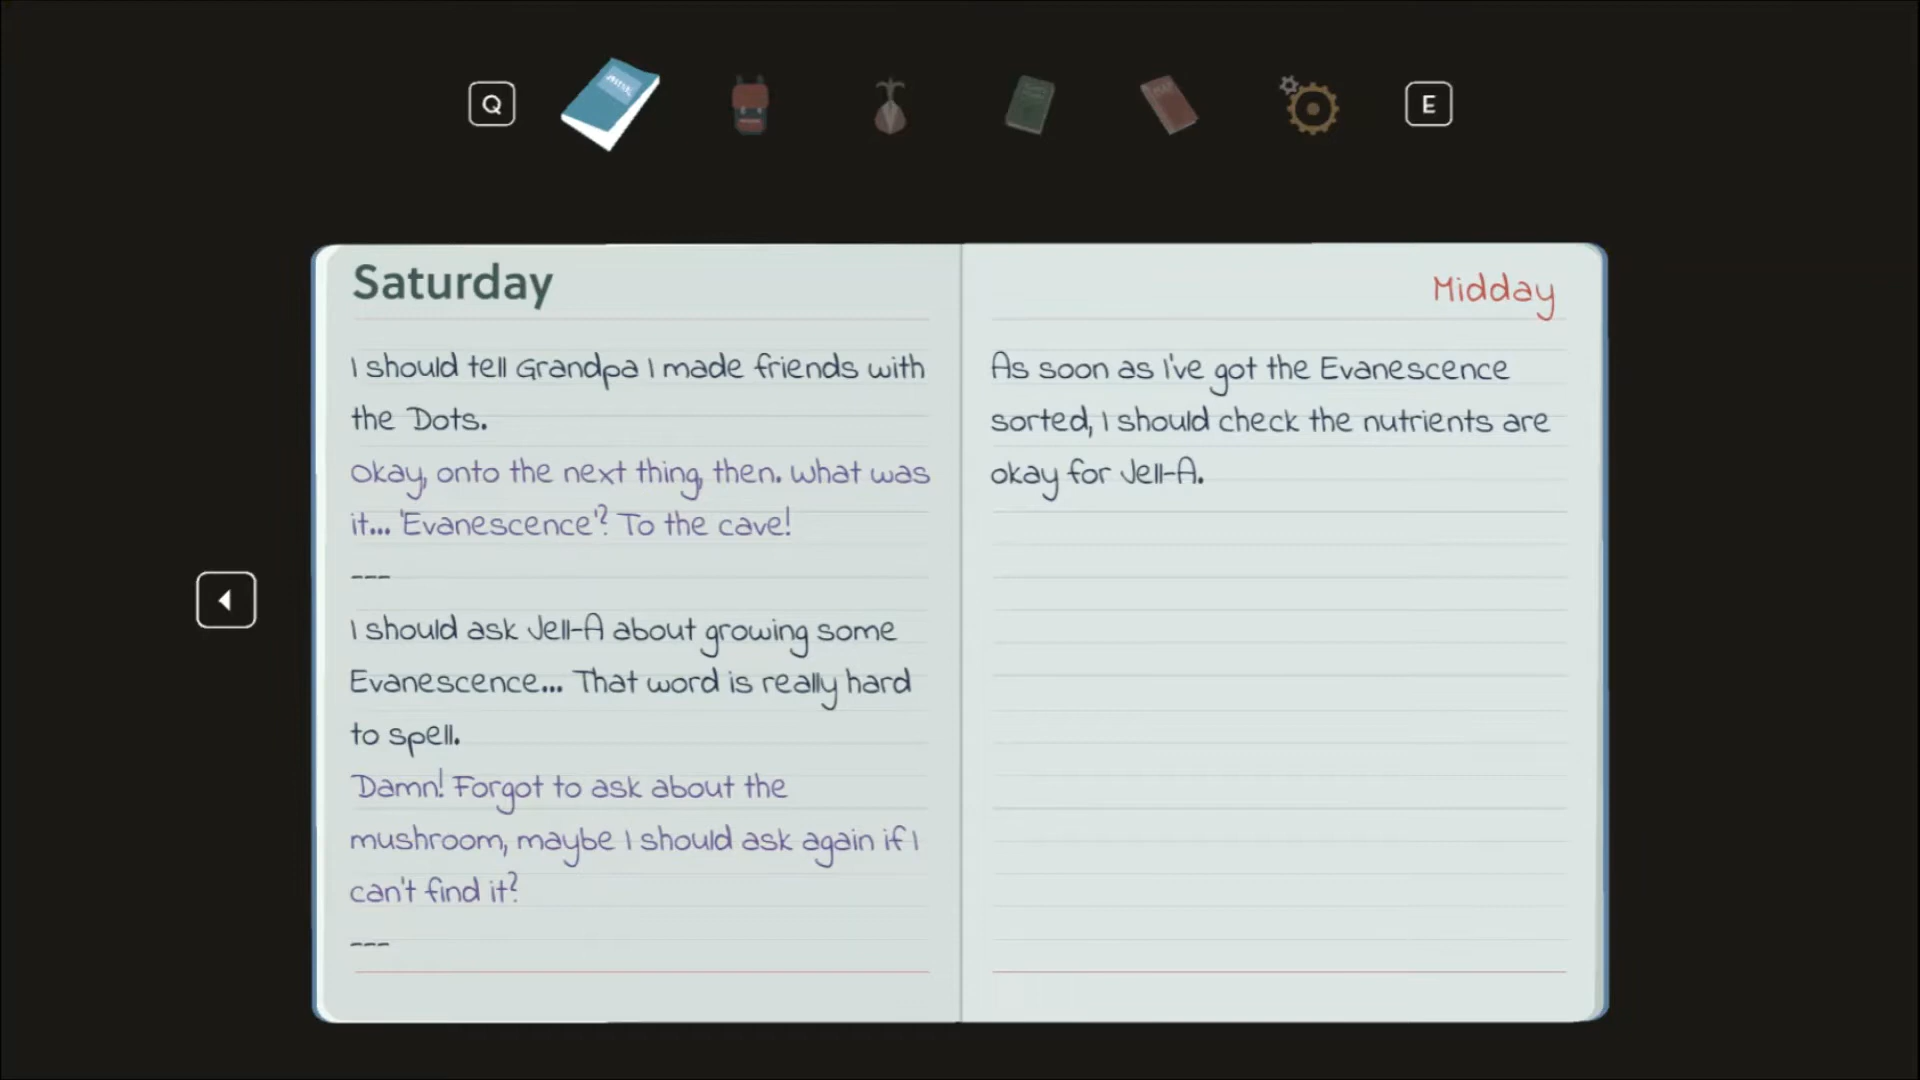 Q
E
Saturday
Midday
I should tell Grandpa I made friends with
the Dots.
Okay, onto the next thing, then. What was
it... 'Evanescence'? To the cave!
---
I should ask Jell-A about growing some
Evanescence... That word is really hard
to spell.
Damn! Forgot to ask about the
mushroom, maybe I should ask again if I
can't find it?
---
As soon as I've got the Evanescence
sorted, I should check the nutrients are
okay for Jell-A.